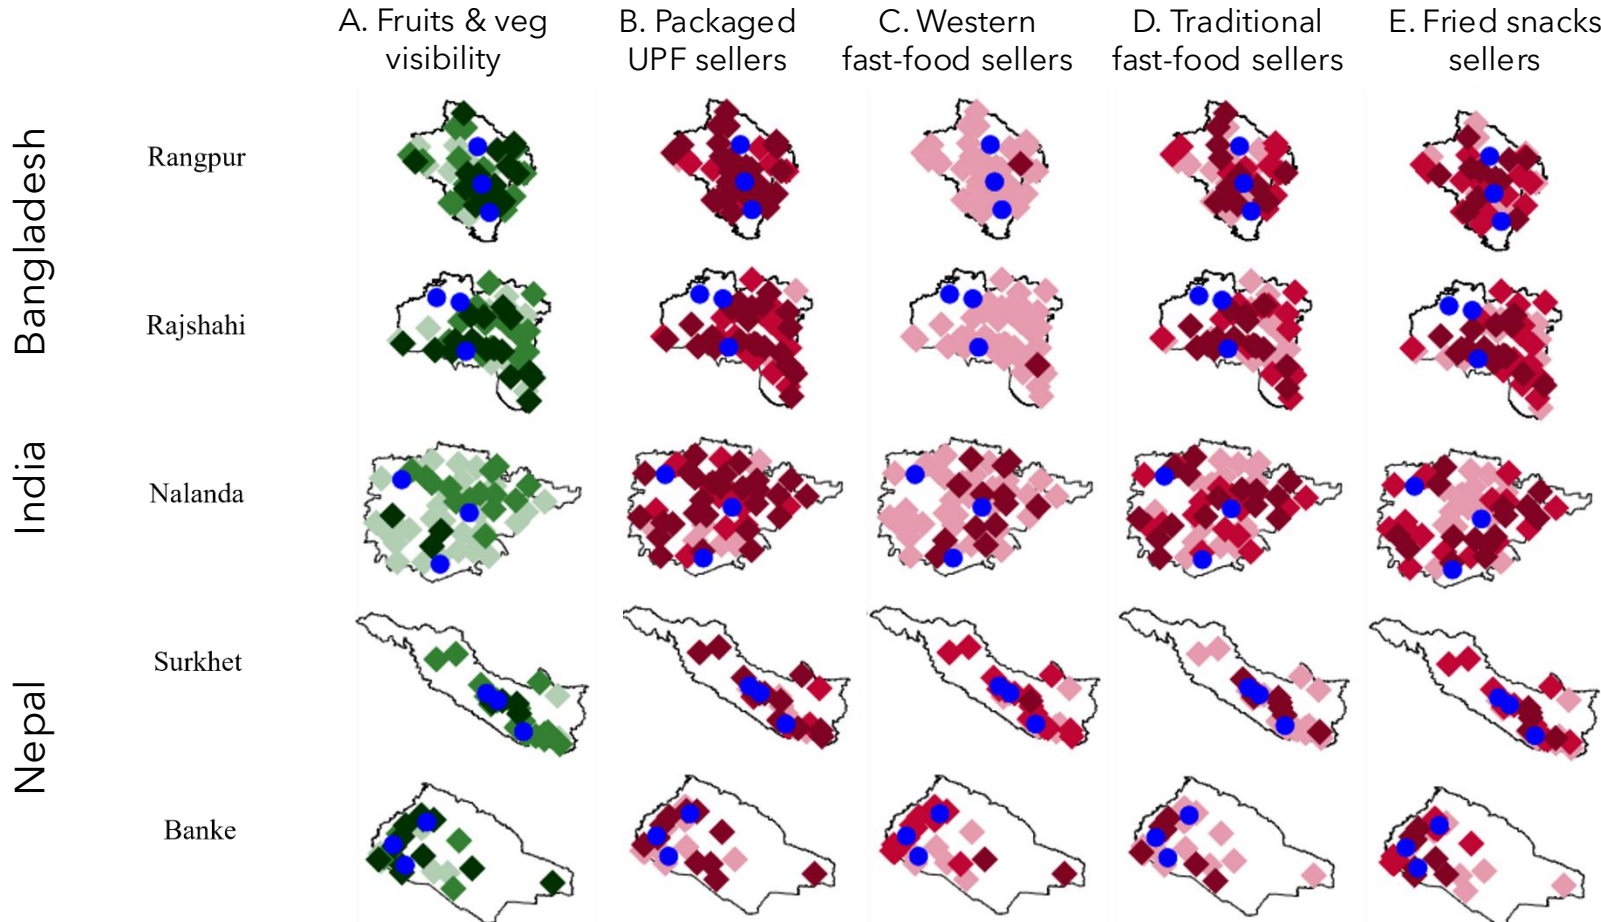 A. Fruits & veg
visibility
B. Packaged
UPF sellers
C. Western
fast-food sellers
D. Traditional
fast-food sellers
E. Fried snacks
sellers
Bangladesh
Rangpur
Rajshahi
India
Nalanda
Nepal
Surkhet
Banke